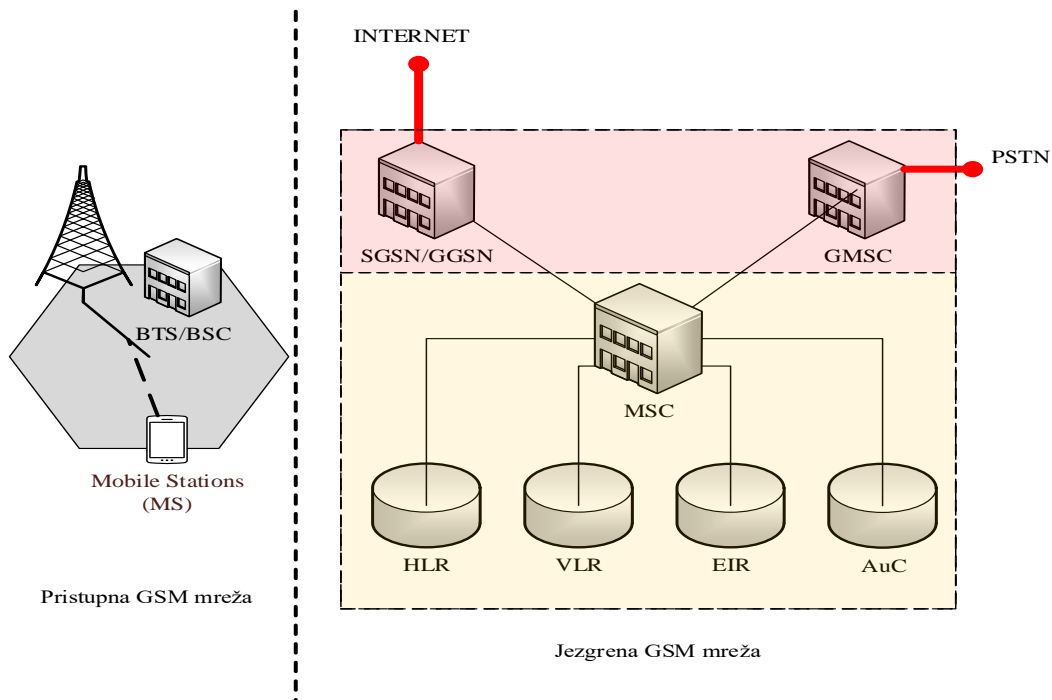 INTERNET
PSTN
SGSN/GGSN
GMSC
BTS/BSC
MSC
Mobile Stations
(MS)
HLR
VLR
EIR
AuC
Pristupna GSM mreža
Jezgrena GSM mreža